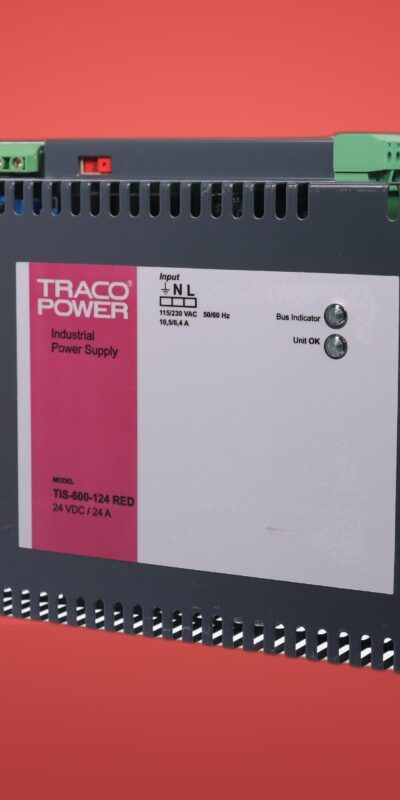 Input
N L
115/230 VAC 50/60 Hz
10,5/6,4 A
TRACO®
POWER
Industrial
Power Supply
Bus Indicator
Unit OK
MODEL
TIS-600-124 RED
24 VDC / 24 A